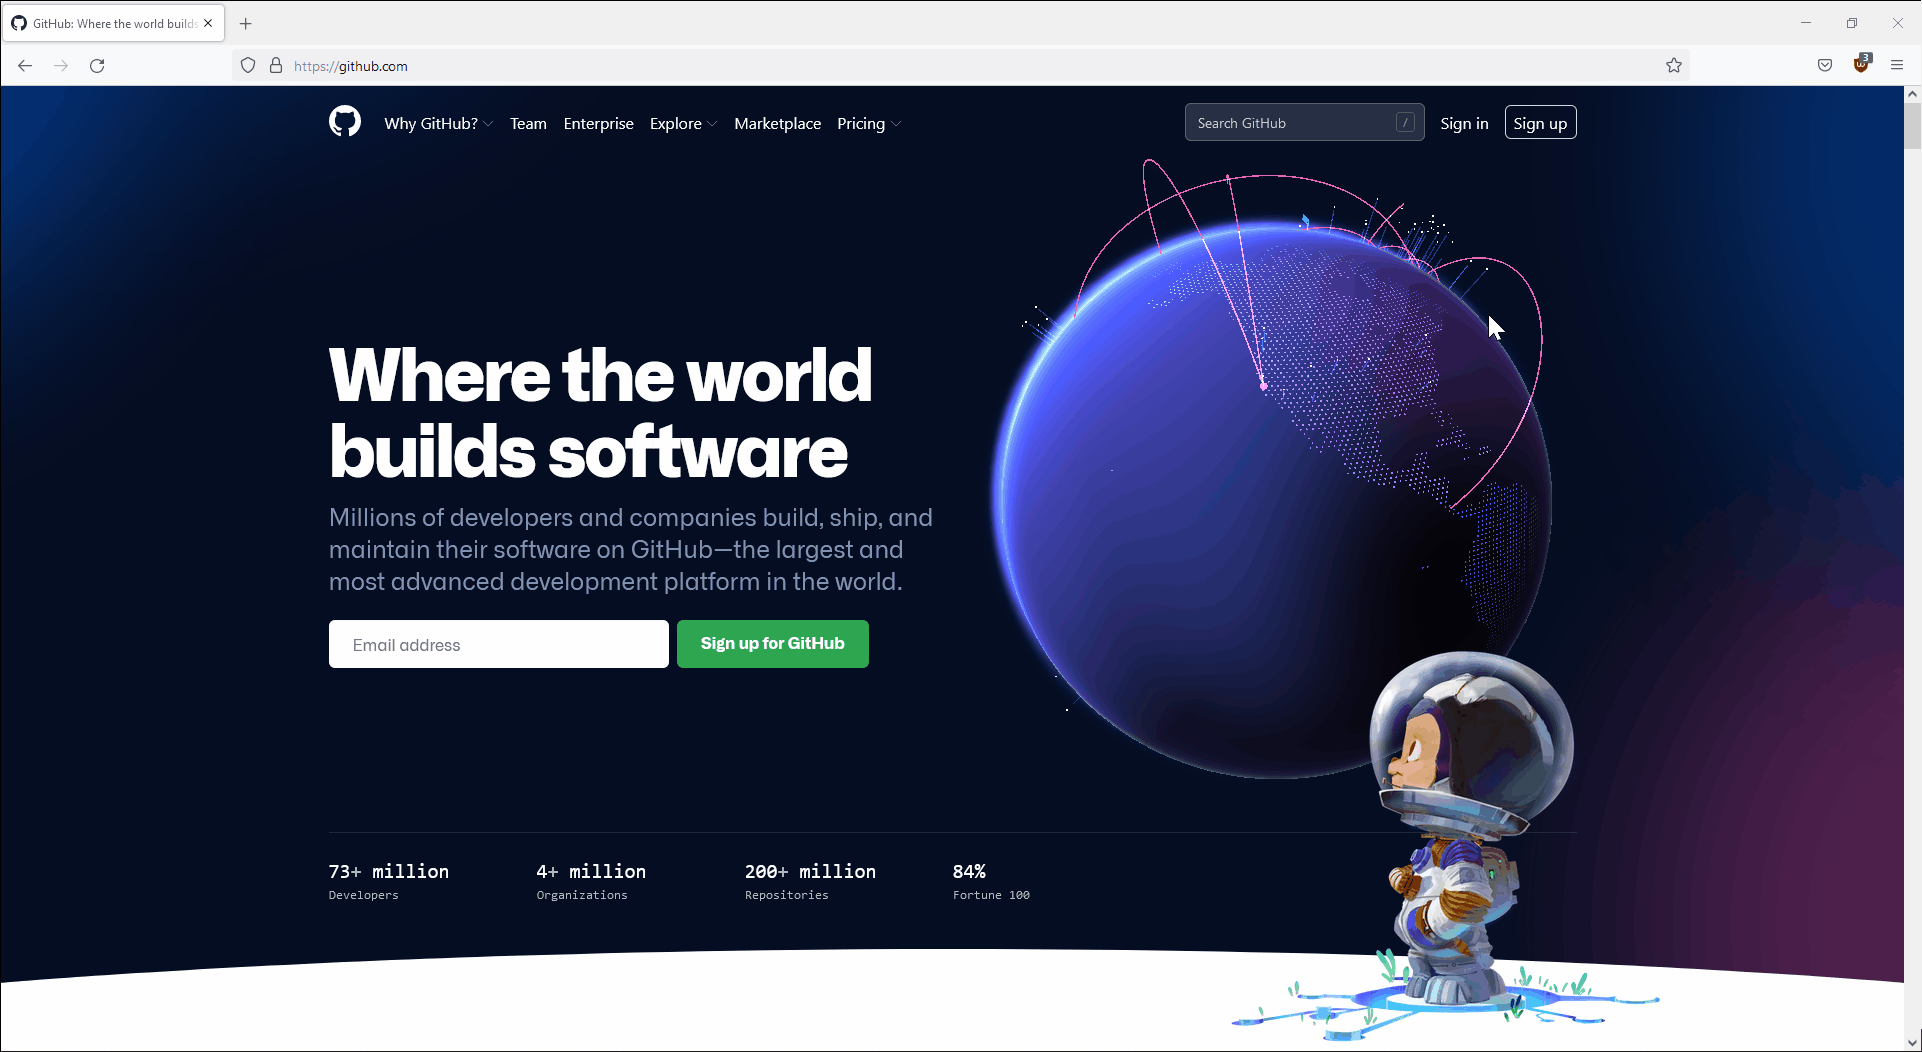 GitHub: Where the world builds
https://github.com
3
Why GitHub? Team Enterprise Explore Marketplace Pricing
Search GitHub /
Sign in Sign up
Where the world
builds software
Millions of developers and companies build, ship, and
maintain their software on GitHub—the largest and
most advanced development platform in the world.
Email address
Sign up for GitHub
73+ million 4+ million 200+ million 84%
Developers Organizations Repositories Fortune 100